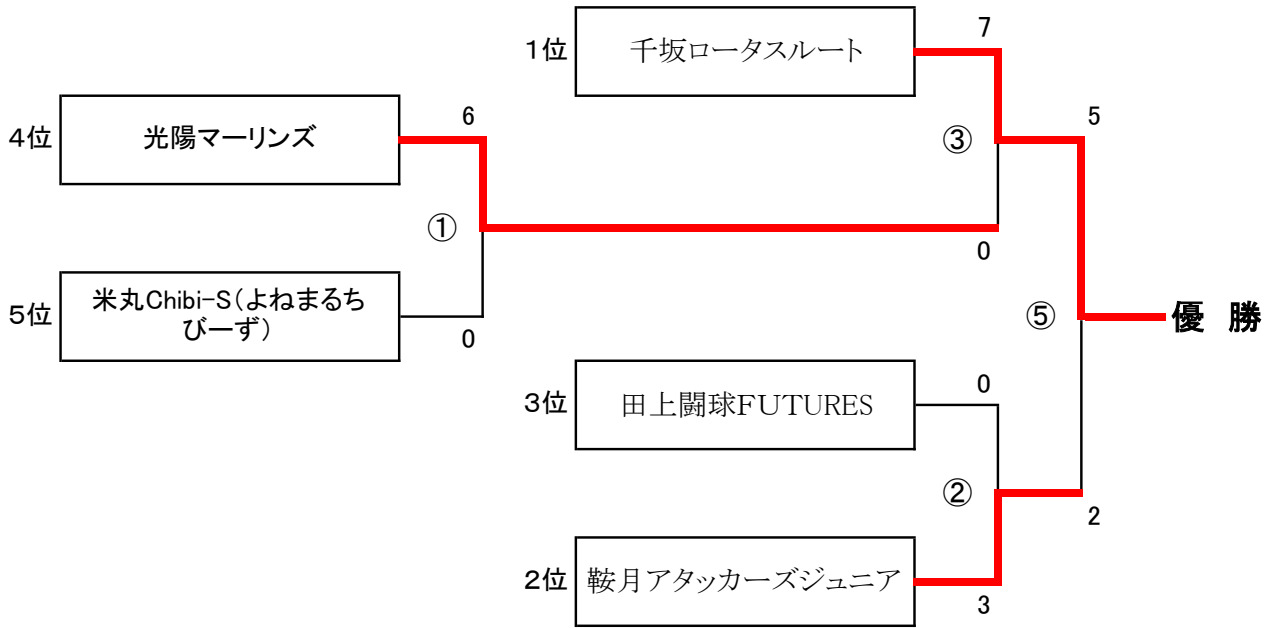 7
1位
千坂ロータスルート
6
5
4位
光陽マーリンズ
③
①
0
5位
米丸Chibi-S(よねまるち
びーず)
0
⑤
優 勝
0
3位
田上闘球FUTURES
②
2
2位
鞍月アタッカーズジュニア
3